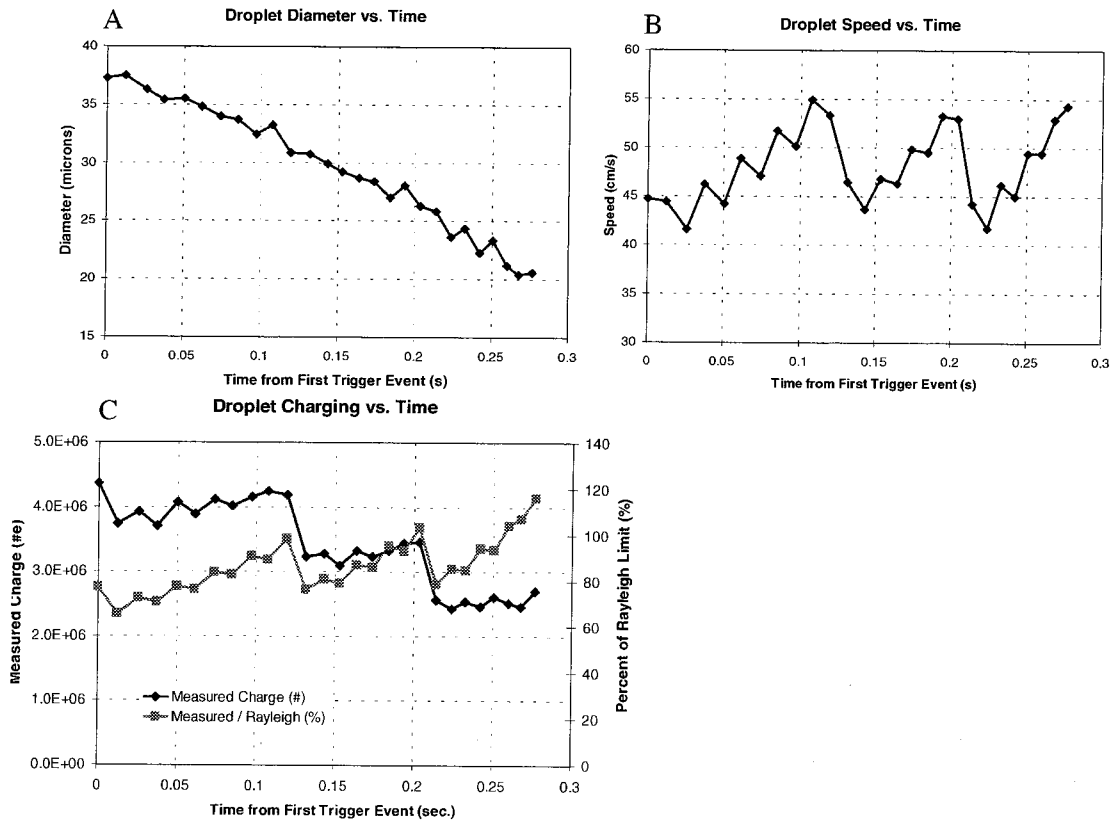 A
Droplet Diameter vs. Time
40
35
30
25
20
15
Diameter (microns)
0
0.05
0.1
0.15
0.2
0.25
0.3
Time from First Trigger Event (s)
B
Droplet Speed vs. Time
60
55
50
45
40
35
30
Speed (cm/s)
0
0.05
0.1
0.15
0.2
0.25
0.3
Time from First Trigger Event (s)
C
Droplet Charging vs. Time
5.0E+06
4.0E+06
3.0E+06
2.0E+06
1.0E+06
0.0E+00
Measured Charge (#e)
140
120
100
80
60
40
20
0
Percent of Rayleigh Limit (%)
Measured Charge (#)
Measured / Rayleigh (%)
0
0.05
0.1
0.15
0.2
0.25
0.3
Time from First Trigger Event (sec.)